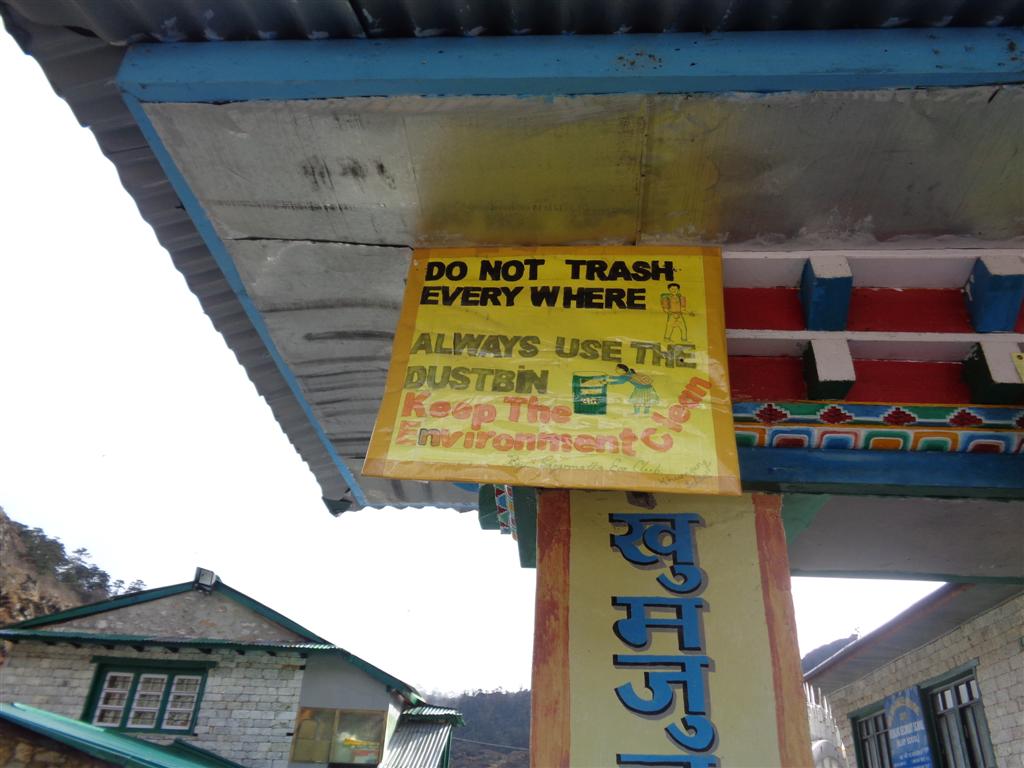 DO NOT TRASH
EVERY WHERE
ALWAYS USE THE
DUSTBIN
Keep The
Environment Clean
खु
म
जु